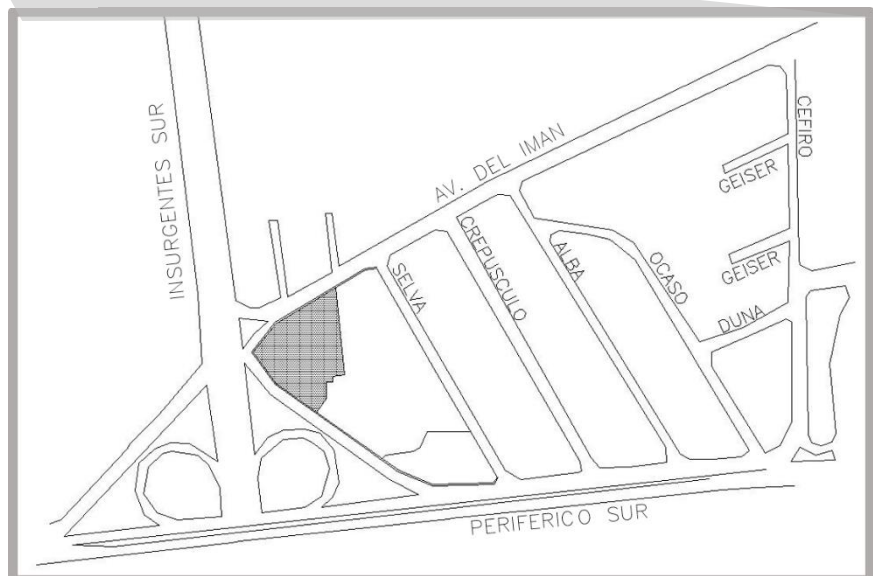 INSURGENTES SUR
AV. DEL IMAN
CEFIRO
GEISER
SELVA
CREPUSCULO
ALBA
OCASO
GEISER
DUNA
PERIFERICO SUR